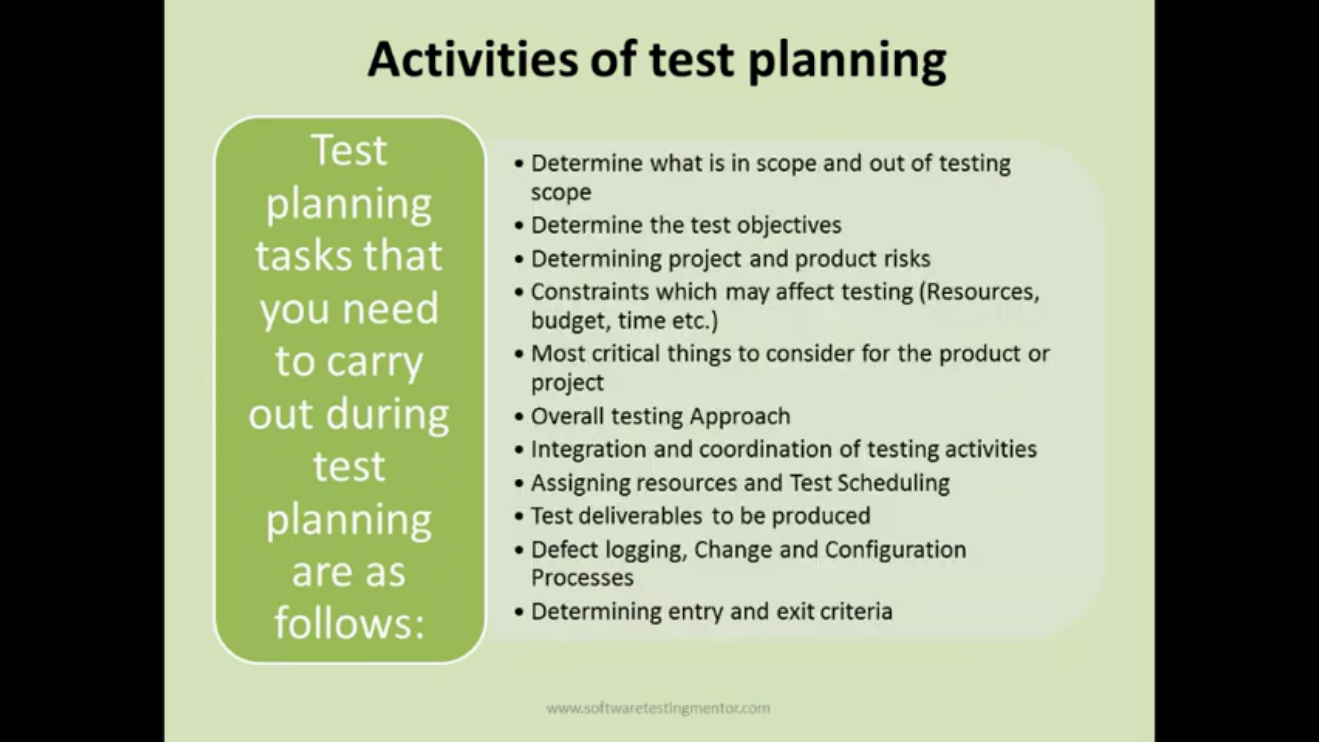 Activities of test planning
Test
planning
tasks that
you need
to carry
out during
test
planning
are as
follows:
• Determine what is in scope and out of testing
scope
• Determine the test objectives
• Determining project and product risks
• Constraints which may affect testing (Resources,
budget, time etc.)
• Most critical things to consider for the product or
project
• Overall testing Approach
• Integration and coordination of testing activities
• Assigning resources and Test Scheduling
• Test deliverables to be produced
• Defect logging, Change and Configuration
Processes
• Determining entry and exit criteria
www.softwaretestingmentor.com